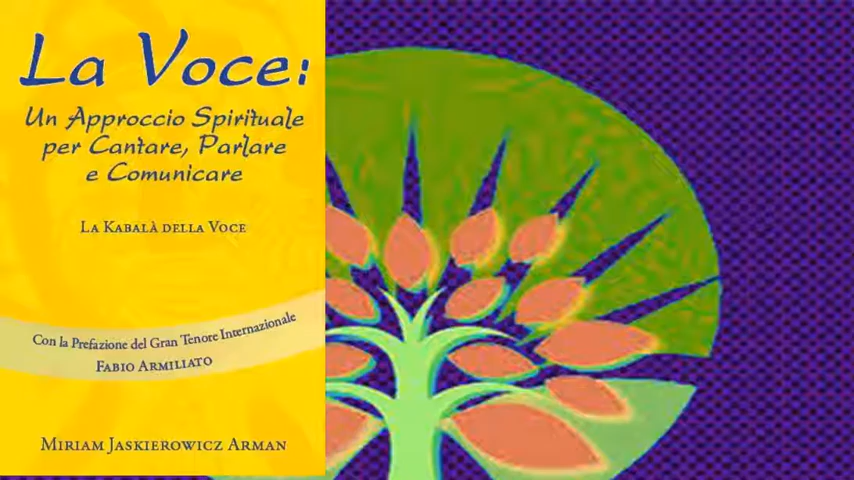 La Voce:
Un Approccio Spirituale
per Cantare, Parlare
e Comunicare
La Kabalà della Voce
Con la Prefazione del Gran Tenore Internazionale
Fabio Armiliato
Miriam Jaskierowicz Arman